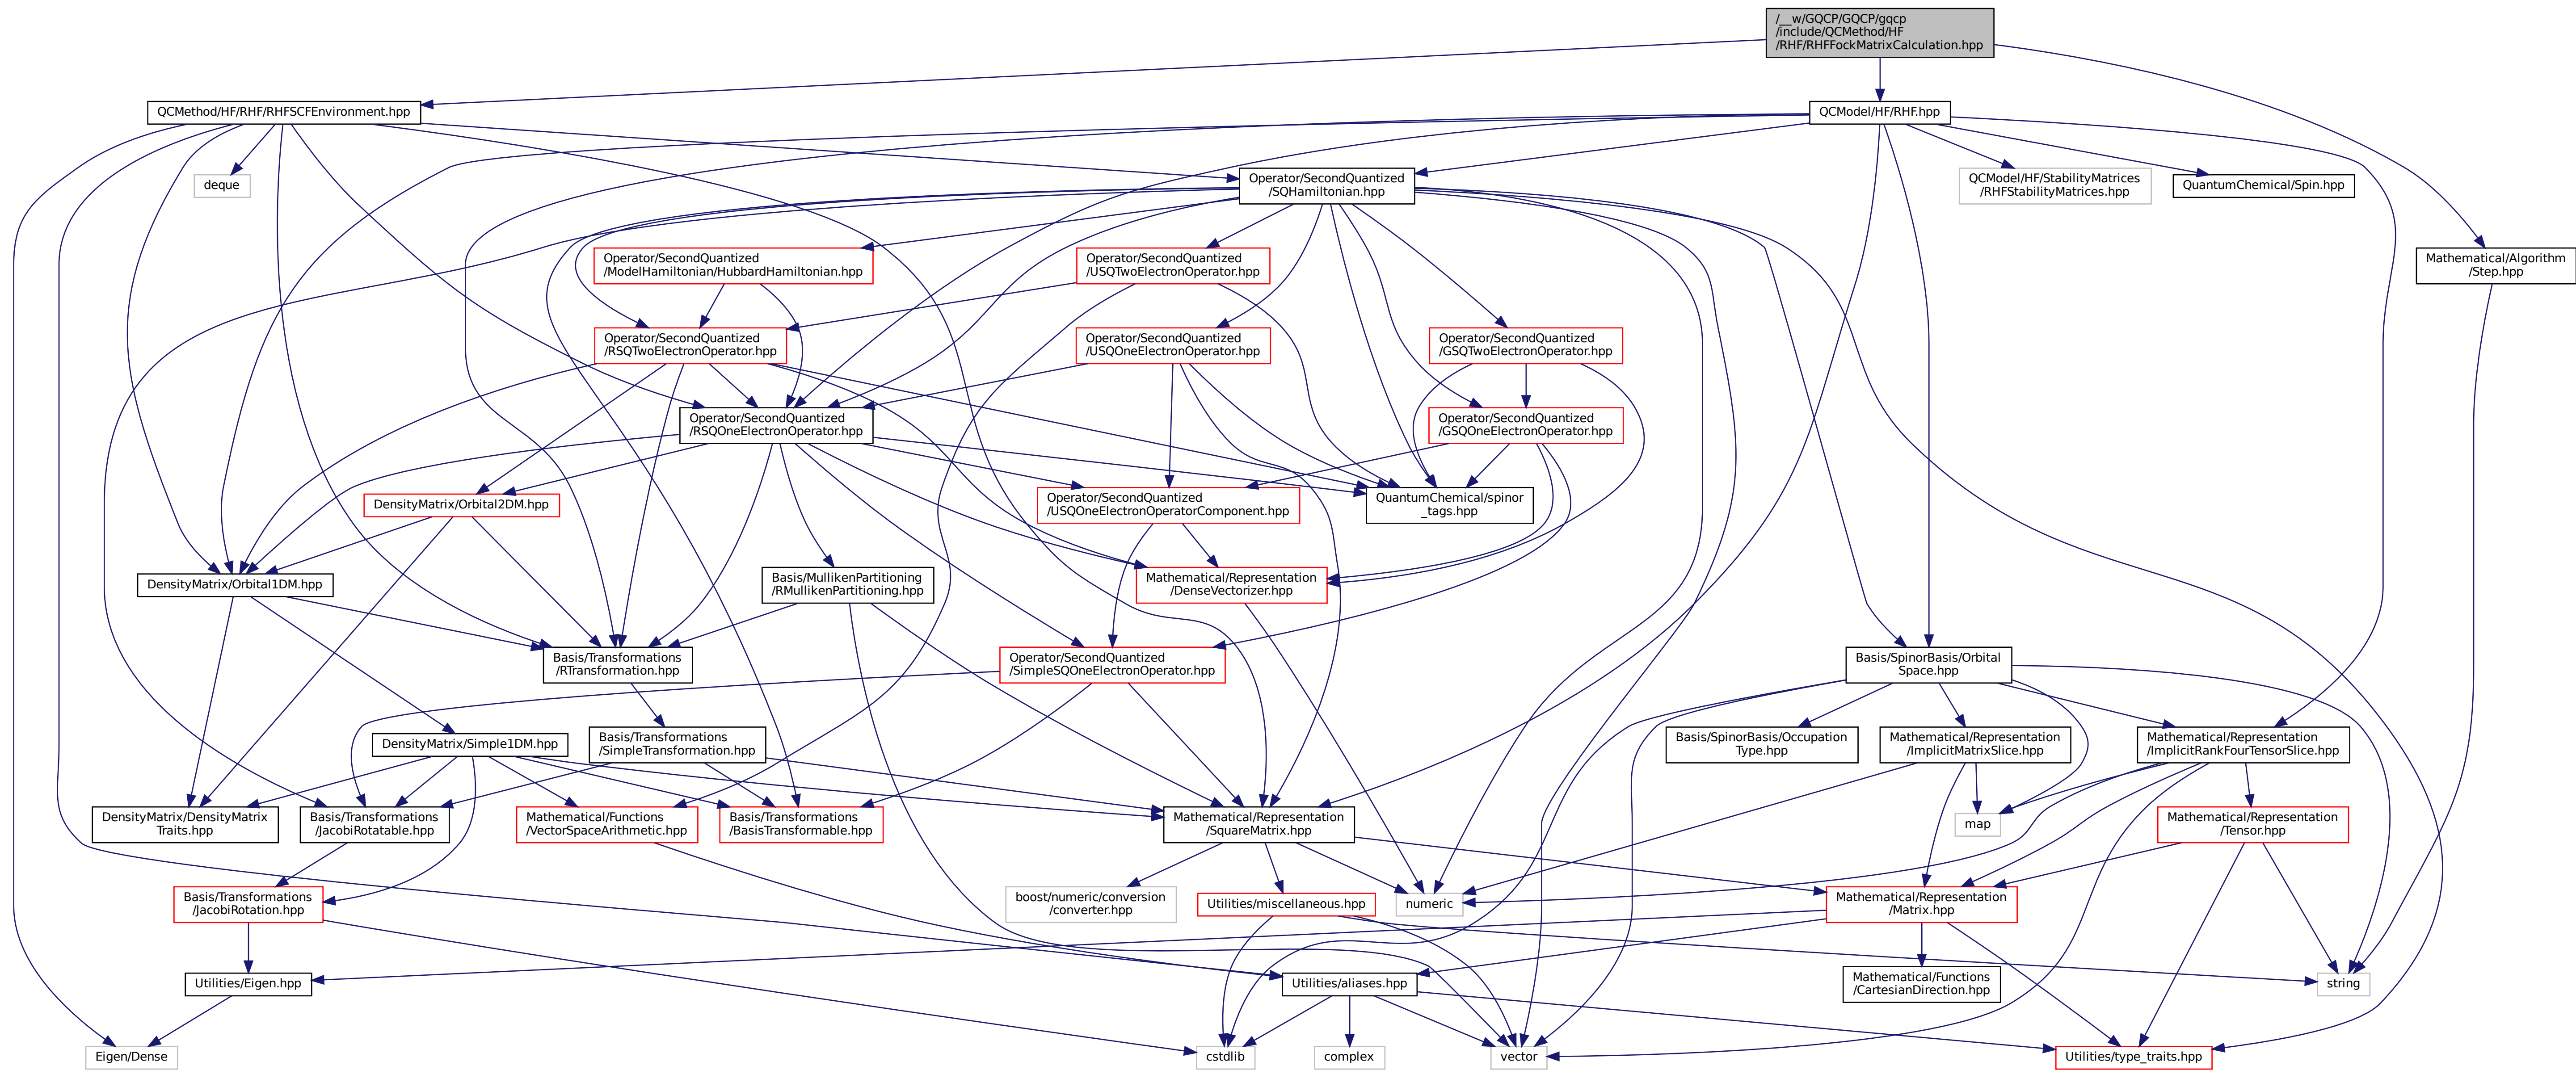 /__w/GQCP/GQCP/gqcp
/include/QCMethod/HF
/RHF/RHFFockMatrixCalculation.hpp
QCMethod/HF/RHF/RHFSCFEnvironment.hpp
QCModel/HF/RHF.hpp
deque
Operator/SecondQuantized
/SQHamiltonian.hpp
QCModel/HF/StabilityMatrices
/RHFStabilityMatrices.hpp
QuantumChemical/Spin.hpp
Operator/SecondQuantized
/ModelHamiltonian/HubbardHamiltonian.hpp
Operator/SecondQuantized
/USQTwoElectronOperator.hpp
Mathematical/Algorithm
/Step.hpp
Operator/SecondQuantized
/RSQTwoElectronOperator.hpp
Operator/SecondQuantized
/USQOneElectronOperator.hpp
Operator/SecondQuantized
/GSQTwoElectronOperator.hpp
Operator/SecondQuantized
/RSQOneElectronOperator.hpp
Operator/SecondQuantized
/GSQOneElectronOperator.hpp
DensityMatrix/Orbital2DM.hpp
Operator/SecondQuantized
/USQOneElectronOperatorComponent.hpp
QuantumChemical/spinor
_tags.hpp
DensityMatrix/Orbital1DM.hpp
Basis/MullikenPartitioning
/RMullikenPartitioning.hpp
Mathematical/Representation
/DenseVectorizer.hpp
Basis/Transformations
/RTransformation.hpp
Operator/SecondQuantized
/SimpleSQOneElectronOperator.hpp
Basis/SpinorBasis/Orbital
Space.hpp
DensityMatrix/Simple1DM.hpp
Basis/Transformations
/SimpleTransformation.hpp
Basis/SpinorBasis/Occupation
Type.hpp
Mathematical/Representation
/ImplicitMatrixSlice.hpp
Mathematical/Representation
/ImplicitRankFourTensorSlice.hpp
DensityMatrix/DensityMatrix
Traits.hpp
Basis/Transformations
/JacobiRotatable.hpp
Mathematical/Functions
/VectorSpaceArithmetic.hpp
Basis/Transformations
/BasisTransformable.hpp
Mathematical/Representation
/SquareMatrix.hpp
map
Mathematical/Representation
/Tensor.hpp
Basis/Transformations
/JacobiRotation.hpp
boost/numeric/conversion
/converter.hpp
Utilities/miscellaneous.hpp
numeric
Mathematical/Representation
/Matrix.hpp
Utilities/Eigen.hpp
Utilities/aliases.hpp
Mathematical/Functions
/CartesianDirection.hpp
string
Eigen/Dense
cstdlib
complex
vector
Utilities/type_traits.hpp